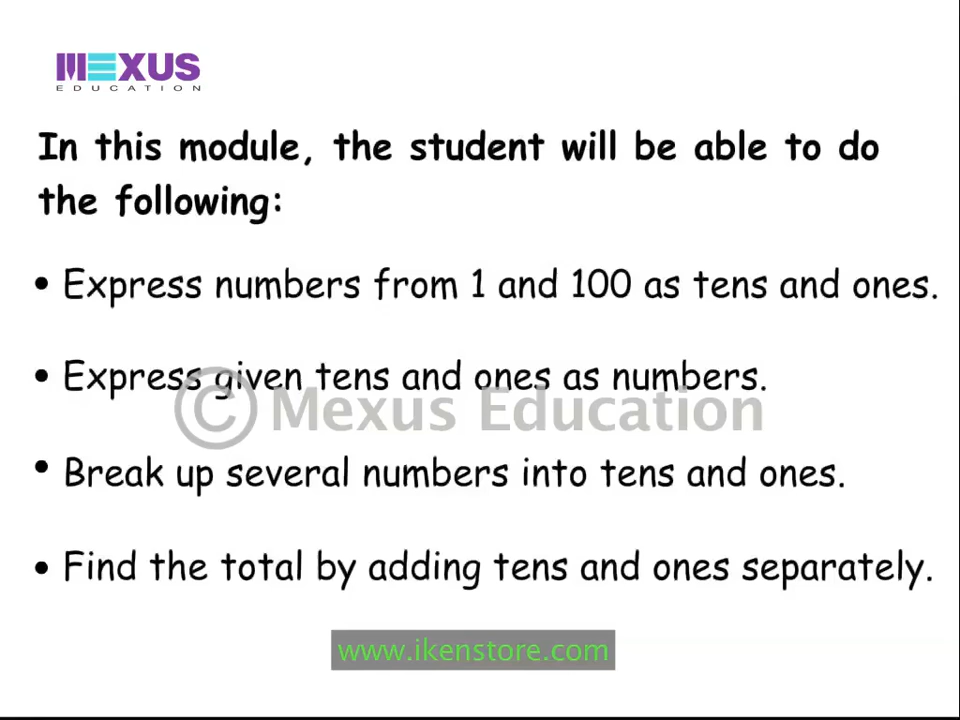 MEXUS
EDUCATION
In this module, the student will be able to do
the following:
• Express numbers from 1 and 100 as tens and ones.
• Express given tens and ones as numbers.
© Mexus Education
• Break up several numbers into tens and ones.
• Find the total by adding tens and ones separately.
www.ikenstore.com